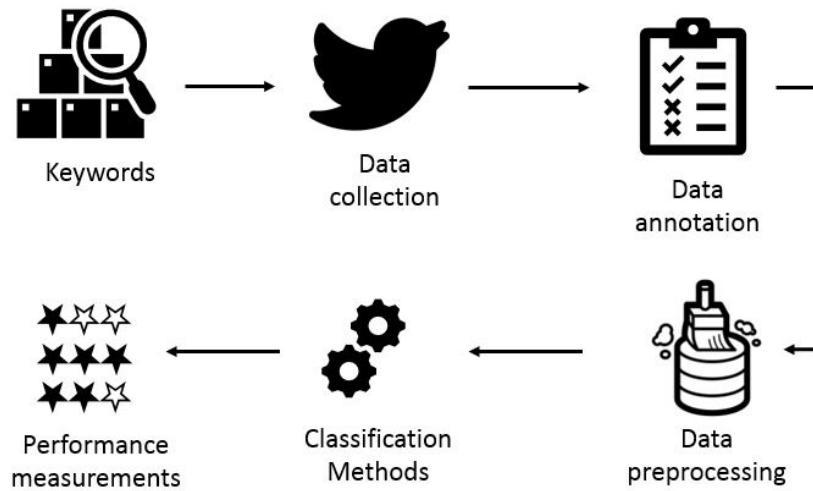 Keywords
Data
collection
Data
annotation
Performance
measurements
Classification
Methods
Data
preprocessing